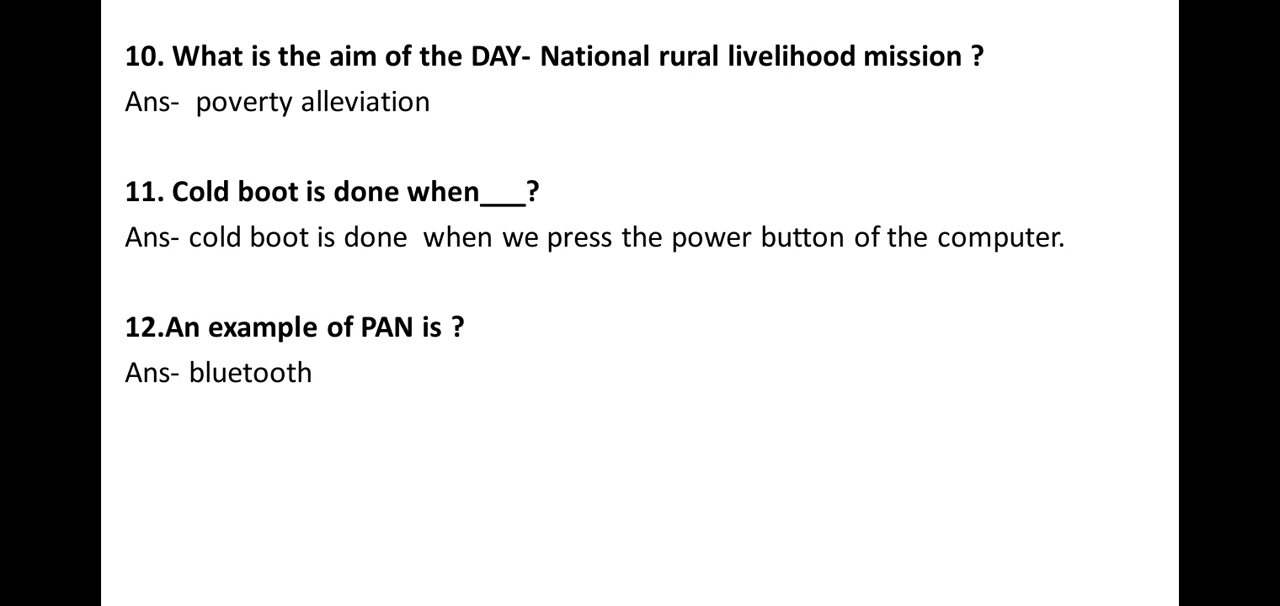 10. What is the aim of the DAY- National rural livelihood mission ?
Ans-  poverty alleviation
11. Cold boot is done when___?
Ans- cold boot is done  when we press the power button of the computer.
12.An example of PAN is ?
Ans- bluetooth